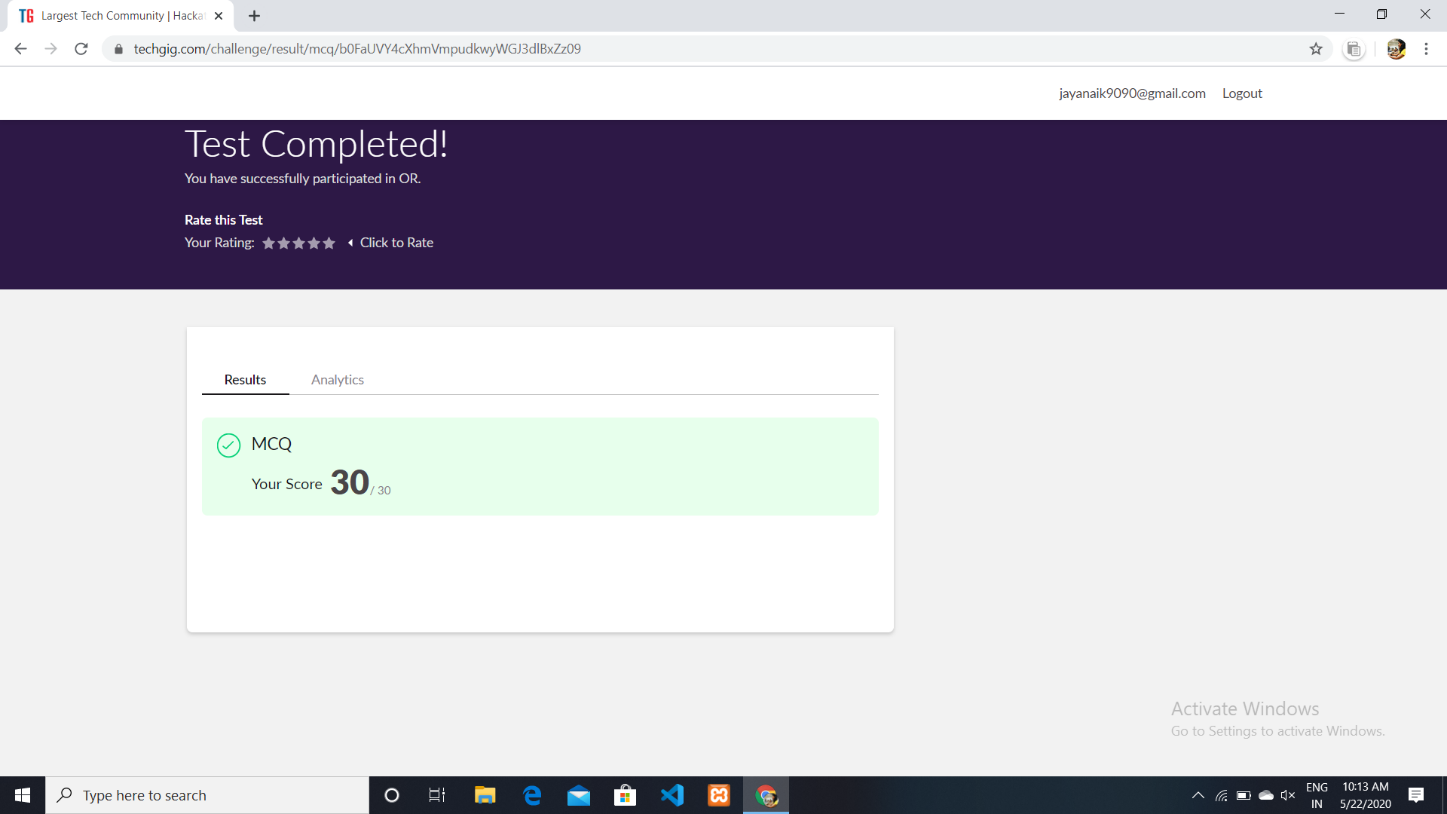 TG Largest Tech Community | Hacka
techgig.com/challenge/result/mcq/b0FaUVY4cXhmVmpudkwyWGJ3dlBxZz09
jayanaik9090@gmail.com Logout
Test Completed!
You have successfully participated in OR.
Rate this Test
Your Rating: Click to Rate
Results Analytics
MCQ
Your Score 30 / 30
Activate Windows
Go to Settings to activate Windows.
Type here to search
ENG 10:13 AM
IN 5/22/2020